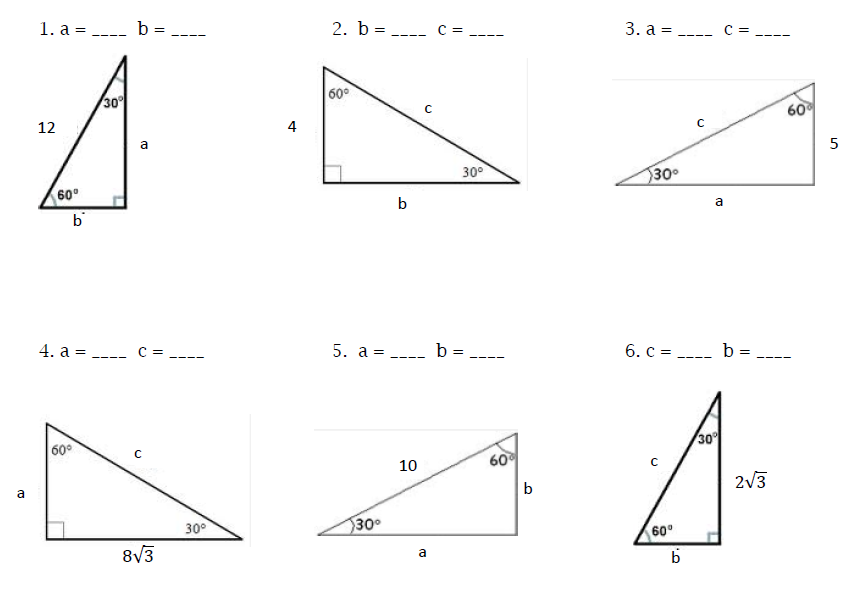 1. a = ____ b = ____
2. b = ____ c = ____
3. a = ____ c = ____
30°
12
a
60°
b
60°
c
4
30°
b
60°
c
5
30°
a
4. a = ____ c = ____
5. a = ____ b = ____
6. c = ____ b = ____
60°
c
a
30°
8√3
10
60°
b
30°
a
30°
c
2√3
60°
b